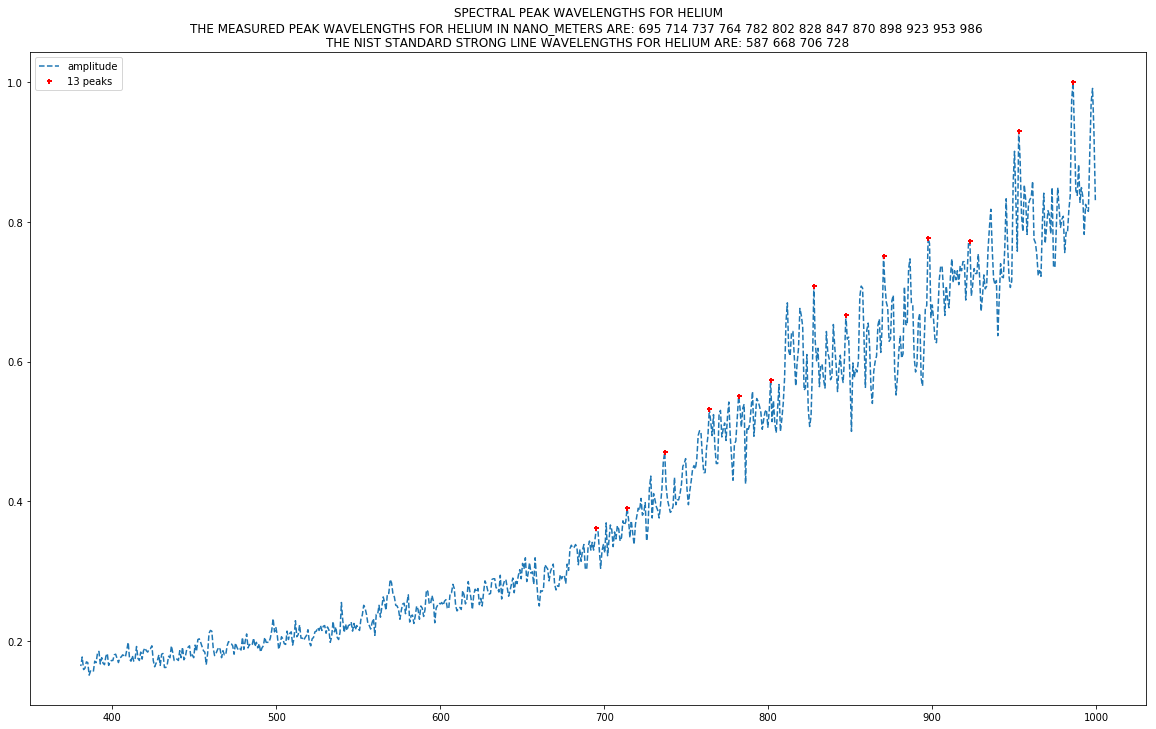 SPECTRAL PEAK WAVELENGTHS FOR HELIUM
THE MEASURED PEAK WAVELENGTHS FOR HELIUM IN NANO_METERS ARE: 695 714 737 764 782 802 828 847 870 898 923 953 986
THE NIST STANDARD STRONG LINE WAVELENGTHS FOR HELIUM ARE: 587 668 706 728
amplitude
13 peaks
1.0
0.8
0.6
0.4
0.2
400 500 600 700 800 900 1000